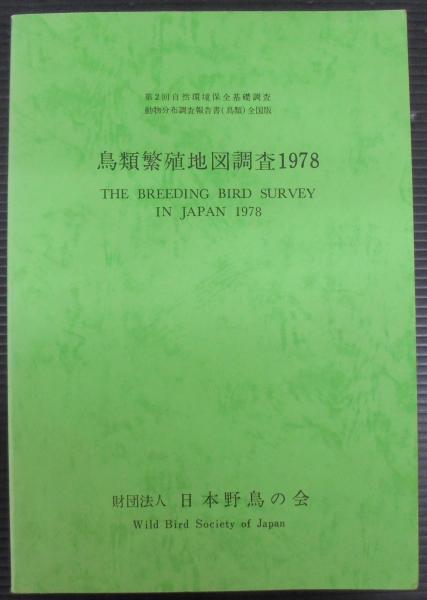 第2回自然環境保全基礎調査
動物分布調査報告書(鳥類)全国版
鳥類繁殖地図調査1978
THE BREEDING BIRD SURVEY
IN JAPAN 1978
財団法人 日本野鳥の会
Wild Bird Society of Japan